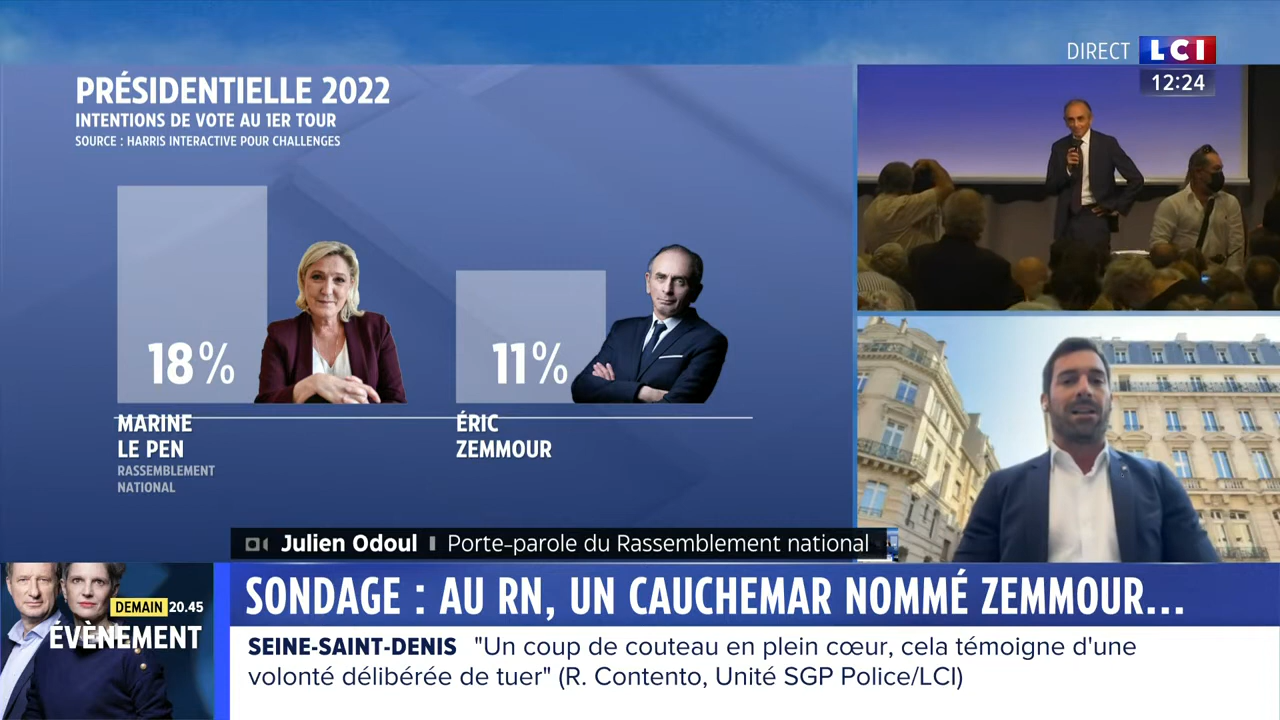 DIRECT LCI
12:24
PRÉSIDENTIELLE 2022
INTENTIONS DE VOTE AU 1ER TOUR
SOURCE : HARRIS INTERACTIVE POUR CHALLENGES
18%
11%
MARINE
LE PEN
RASSEMBLEMENT
NATIONAL
ÉRIC
ZEMMOUR
Julien Odoul Porte-parole du Rassemblement national
DEMAIN 20.45
ÉVÈNEMENT
SONDAGE : AU RN, UN CAUCHEMAR NOMMÉ ZEMMOUR...
SEINE-SAINT-DENIS "Un coup de couteau en plein cœur, cela témoigne d'une
volonté délibérée de tuer" (R. Contento, Unité SGP Police/LCI)